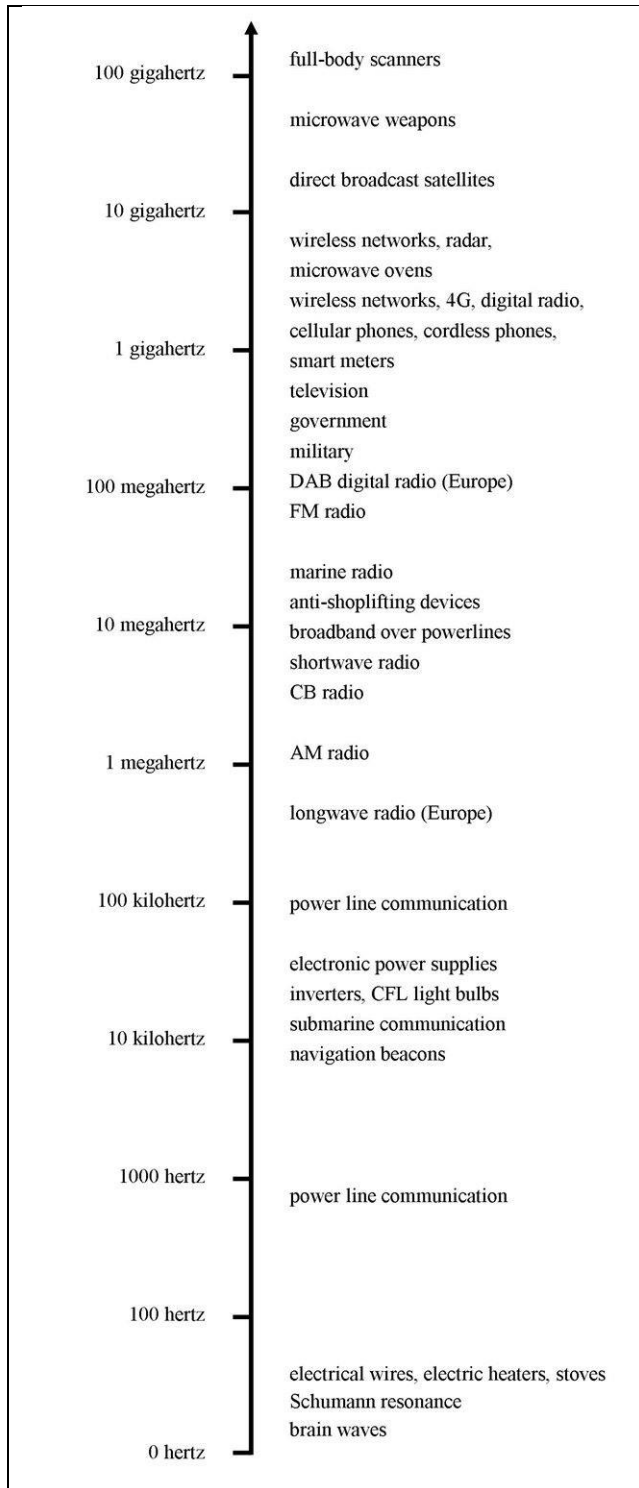 full-body scanners
100 gigahertz
microwave weapons
direct broadcast satellites
10 gigahertz
wireless networks, radar,
microwave ovens
wireless networks, 4G, digital radio,
cellular phones, cordless phones,
1 gigahertz
smart meters
television
government
military
100 megahertz
DAB digital radio (Europe)
FM radio
marine radio
anti-shoplifting devices
10 megahertz
broadband over powerlines
shortwave radio
CB radio
AM radio
1 megahertz
longwave radio (Europe)
100 kilohertz
power line communication
electronic power supplies
inverters, CFL light bulbs
submarine communication
10 kilohertz
navigation beacons
1000 hertz
power line communication
100 hertz
electrical wires, electric heaters, stoves
Schumann resonance
brain waves
0 hertz